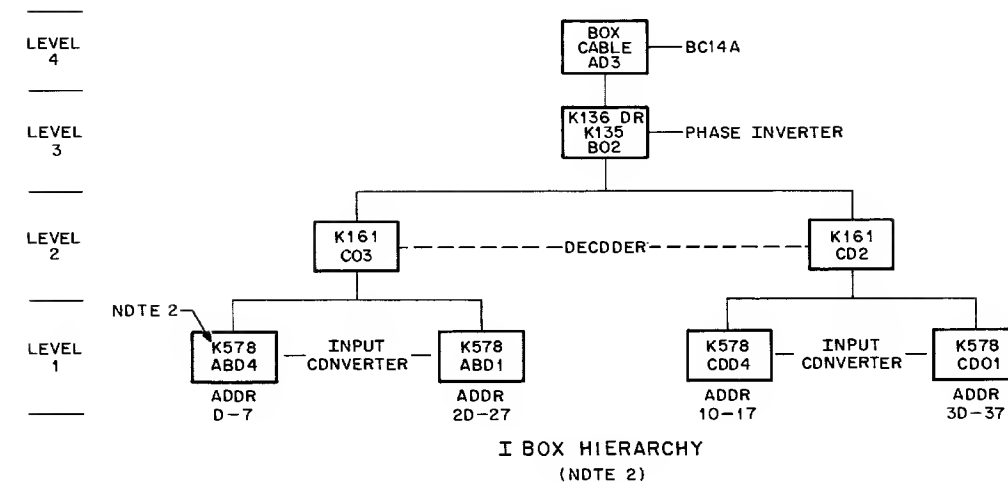 LEVEL
4
BOX
CABLE
AD3
BC14A
LEVEL
3
K136 DR
K135
BO2
PHASE INVERTER
LEVEL
2
K161
CO3
DECDDER
K161
CD2
NDTE 2
LEVEL
1
K578
ABD4
INPUT
CDNVERTER
K578
ABD1
K578
CDD4
INPUT
CDNVERTER
K578
CDO1
ADDR
D-7
ADDR
2D-27
ADDR
1O-17
ADDR
3D-37
I BOX HIERARCHY
(NDTE 2)